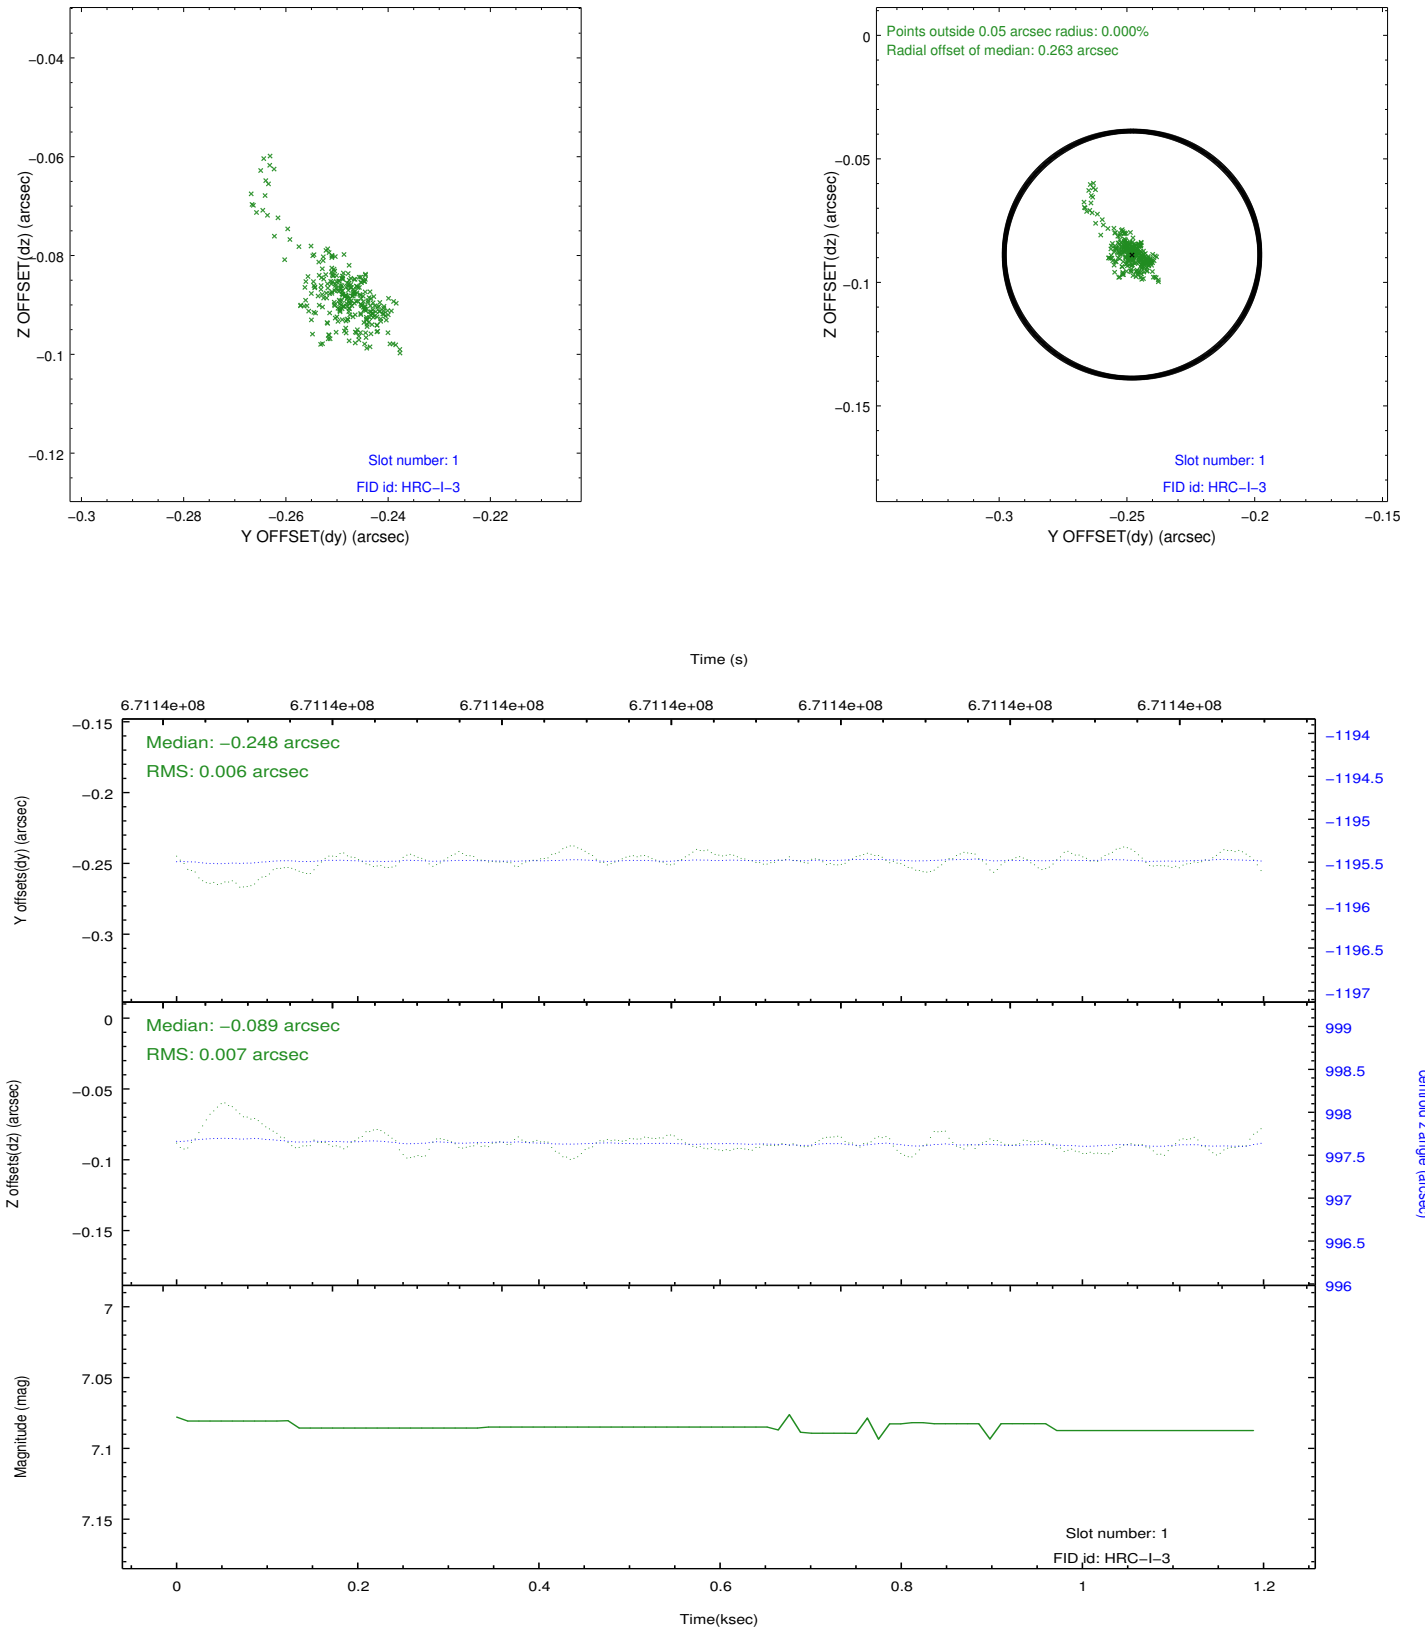 −0.04
−0.06
−0.08
−0.1
−0.12
Z OFFSET(dz) (arcsec)
−0.3
−0.28
−0.26
−0.24
−0.22
Y OFFSET(dy) (arcsec)
Slot number: 1
FID id: HRC−I−3
Points outside 0.05 arcsec radius: 0.000%
Radial offset of median: 0.263 arcsec
0
−0.05
−0.1
−0.15
Z OFFSET(dz) (arcsec)
−0.3
−0.25
−0.2
−0.15
Y OFFSET(dy) (arcsec)
Slot number: 1
FID id: HRC−I−3
Time (s)
6.7114e+08 6.7114e+08 6.7114e+08 6.7114e+08 6.7114e+08 6.7114e+08 6.7114e+08
Median: −0.248 arcsec
RMS: 0.006 arcsec
−0.15
−0.2
−0.25
−0.3
Y offsets(dy) (arcsec)
−1194
−1194.5
−1195
−1195.5
−1196
−1196.5
−1197
Median: −0.089 arcsec
RMS: 0.007 arcsec
0
−0.05
−0.1
−0.15
Z offsets(dz) (arcsec)
999
998.5
998
997.5
997
996.5
996
centroid z angle (arcsec)
7
7.05
7.1
7.15
Magnitude (mag)
Slot number: 1
FID id: HRC−I−3
0 0.2 0.4 0.6 0.8 1 1.2
Time(ksec)